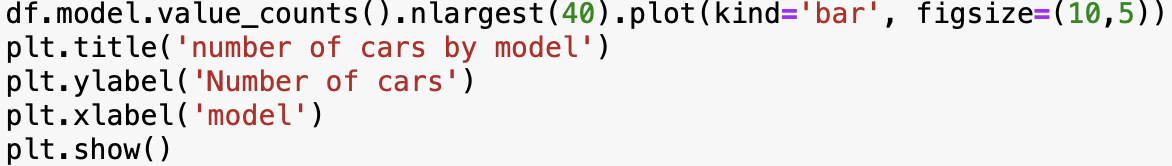 df.model.value_counts().nlargest(40).plot(kind='bar', figsize=(10,5))
plt.title('number of cars by model')
plt.ylabel('Number of cars')
plt.xlabel('model')
plt.show()